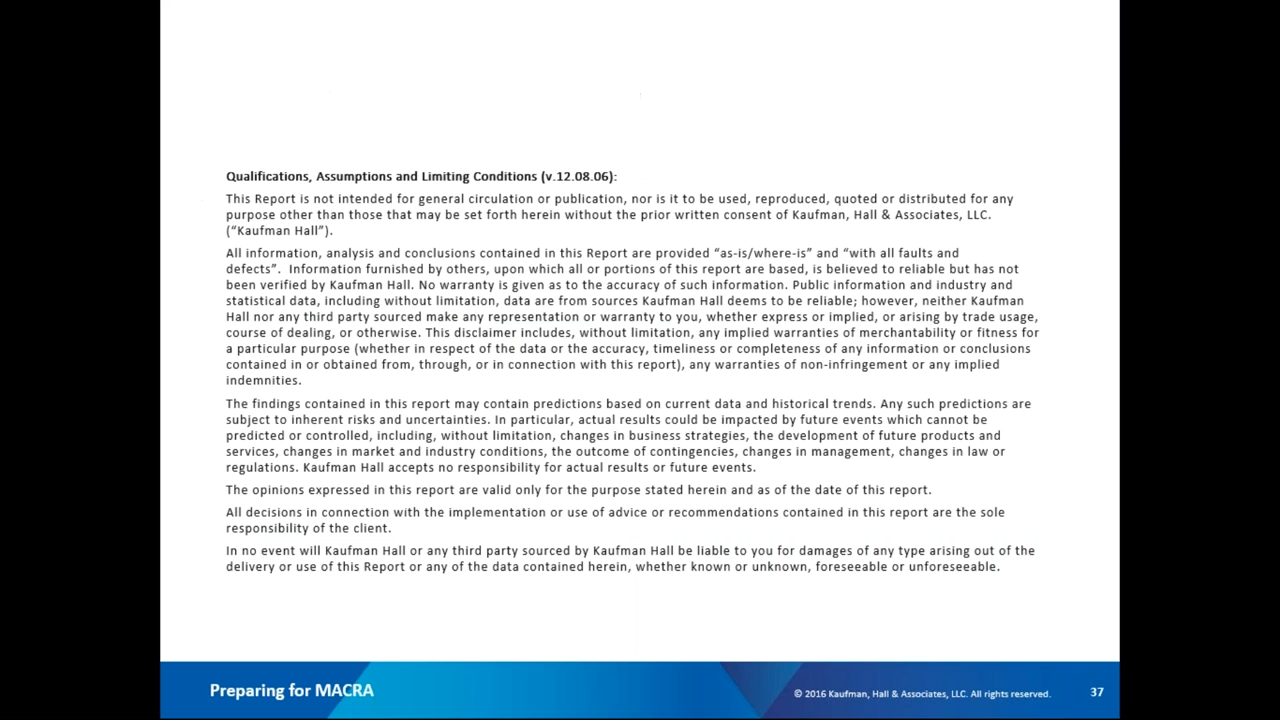 Qualifications, Assumptions and Limiting Conditions (v.12.08.06):
This Report is not intended for general circulation or publication, nor is it to be used, reproduced, quoted or distributed for any
purpose other than those that may be set forth herein without the prior written consent of Kaufman, Hall & Associates, LLC.
(“Kaufman Hall”).
All information, analysis and conclusions contained in this Report are provided “as-is/where-is” and “with all faults and
defects”.  Information furnished by others, upon which all or portions of this report are based, is believed to reliable but has not
been verified by Kaufman Hall. No warranty is given as to the accuracy of such information. Public information and industry and
statistical data, including without limitation, data are from sources Kaufman Hall deems to be reliable; however, neither Kaufman
Hall nor any third party sourced make any representation or warranty to you, whether express or implied, or arising by trade usage,
course of dealing, or otherwise. This disclaimer includes, without limitation, any implied warranties of merchantability or fitness for
a particular purpose (whether in respect of the data or the accuracy, timeliness or completeness of any information or conclusions
contained in or obtained from, through, or in connection with this report), any warranties of non-infringement or any implied
indemnities.
The findings contained in this report may contain predictions based on current data and historical trends. Any such predictions are
subject to inherent risks and uncertainties. In particular, actual results could be impacted by future events which cannot be
predicted or controlled, including, without limitation, changes in business strategies, the development of future products and
services, changes in market and industry conditions, the outcome of contingencies, changes in management, changes in law or
regulations. Kaufman Hall accepts no responsibility for actual results or future events.
The opinions expressed in this report are valid only for the purpose stated herein and as of the date of this report.
All decisions in connection with the implementation or use of advice or recommendations contained in this report are the sole
responsibility of the client.
In no event will Kaufman Hall or any third party sourced by Kaufman Hall be liable to you for damages of any type arising out of the
delivery or use of this Report or any of the data contained herein, whether known or unknown, foreseeable or unforeseeable.
Preparing for MACRA
© 2016 Kaufman, Hall & Associates, LLC. All rights reserved.
37